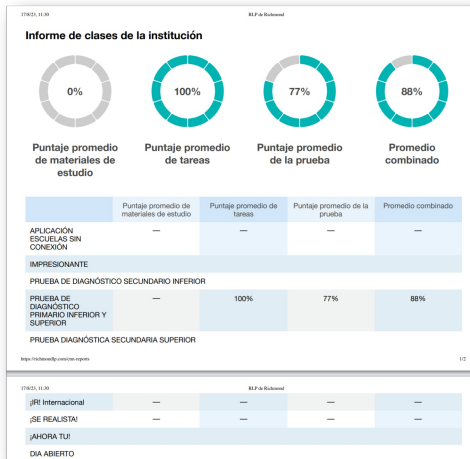 17/8/23, 11:30 RLP de Richmond
Informe de clases de la institución
0% 100% 77% 88%
Puntaje promedio de materiales de estudio
Puntaje promedio de tareas
Puntaje promedio de la prueba
Promedio combinado
Puntaje promedio de materiales de estudio
Puntaje promedio de tareas
Puntaje promedio de la prueba
Promedio combinado
APLICACIÓN ESCUELAS SIN CONEXIÓN — — — —
IMPRESIONANTE
PRUEBA DE DIAGNÓSTICO SECUNDARIO INFERIOR
PRUEBA DE DIAGNÓSTICO PRIMARIO INFERIOR Y SUPERIOR — 100% 77% 88%
PRUEBA DIAGNÓSTICA SECUNDARIA SUPERIOR
https://richmondlp.com/cms-reports 1/2
17/8/23, 11:30 RLP de Richmond
¡IR! Internacional — — — —
¡SE REALISTA! — — — —
¡AHORA TU!
DIA ABIERTO